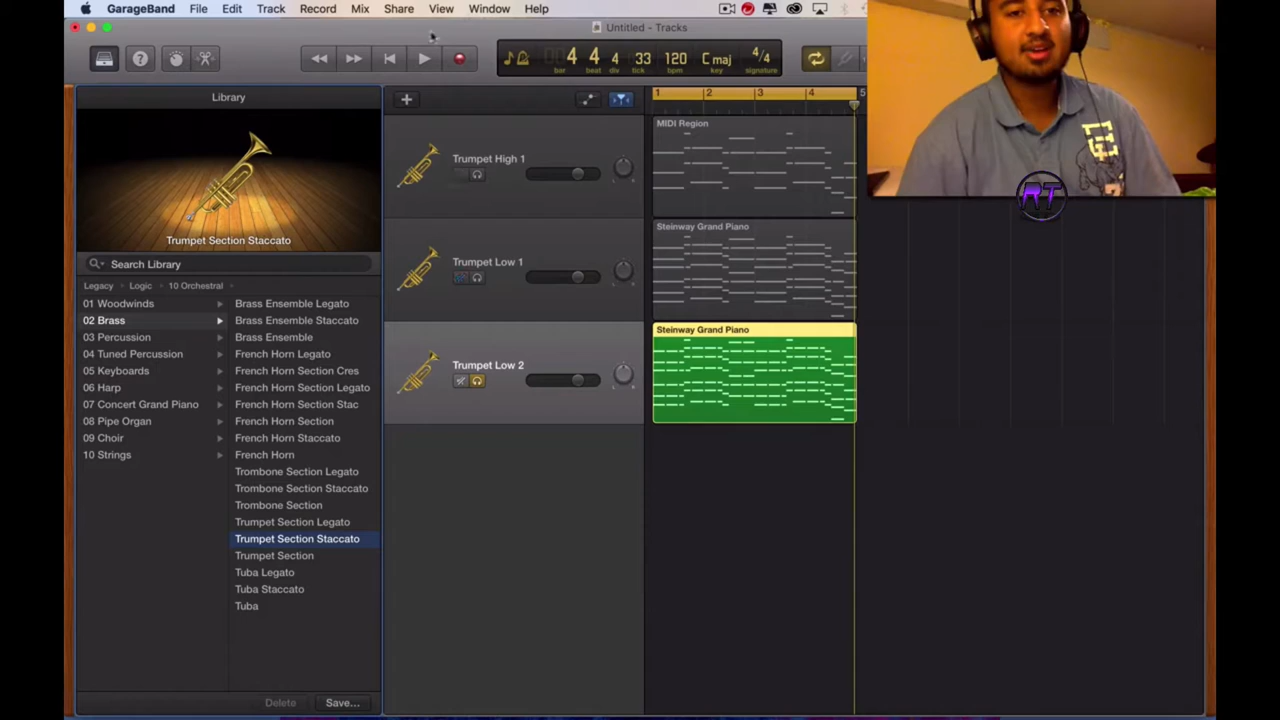 GarageBand File Edit Track Record Mix Share View Window Help
Untitled - Tracks
4 4 4 33 120 C maj 4/4
bar beat div tick bpm key signature
Library
1 2 3 4 5
Trumpet Section Staccato
Search Library
Legacy Logic 10 Orchestral
01 Woodwinds
02 Brass
03 Percussion
04 Tuned Percussion
05 Keyboards
06 Harp
07 Concert Grand Piano
08 Pipe Organ
09 Choir
10 Strings
Brass Ensemble Legato
Brass Ensemble Staccato
Brass Ensemble
French Horn Legato
French Horn Section Cres
French Horn Section Legato
French Horn Section Stac
French Horn Section
French Horn Staccato
French Horn
Trombone Section Legato
Trombone Section Staccato
Trombone Section
Trumpet Section Legato
Trumpet Section Staccato
Trumpet Section
Tuba Legato
Tuba Staccato
Tuba
Delete Save...
Trumpet High 1
Trumpet Low 1
Trumpet Low 2
MIDI Region
Steinway Grand Piano
Steinway Grand Piano
RT